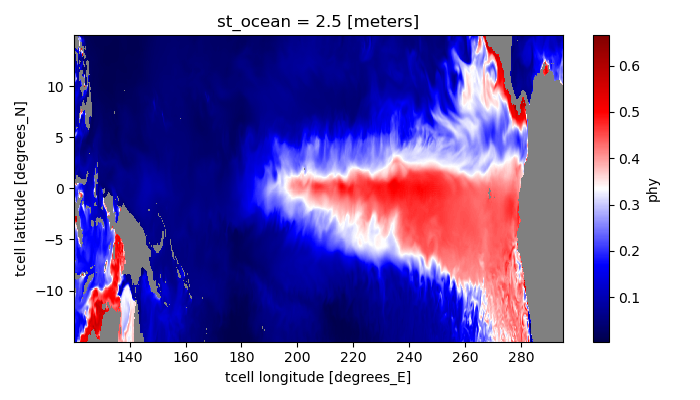 st_ocean = 2.5 [meters]
10
5
0
−5
−10
tcell latitude [degrees_N]
140 160 180 200 220 240 260 280
tcell longitude [degrees_E]
0.6
0.5
0.4
0.3
0.2
0.1
phy